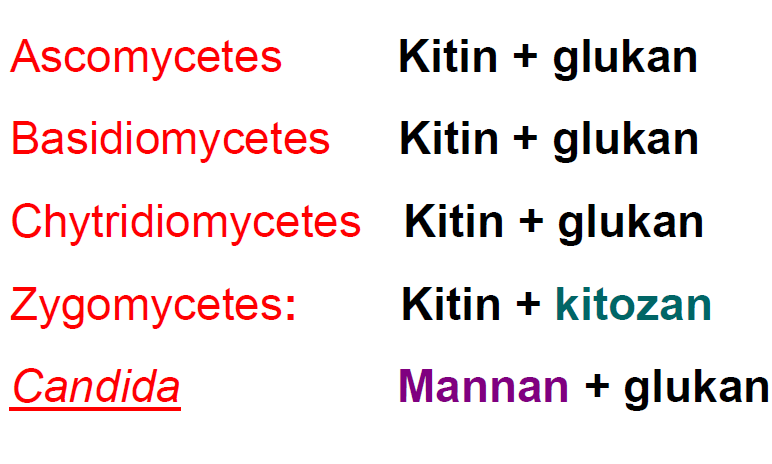 Ascomycetes Kitin + glukan
Basidiomycetes Kitin + glukan
Chytridiomycetes Kitin + glukan
Zygomycetes: Kitin + kitozan
Candida Mannan + glukan